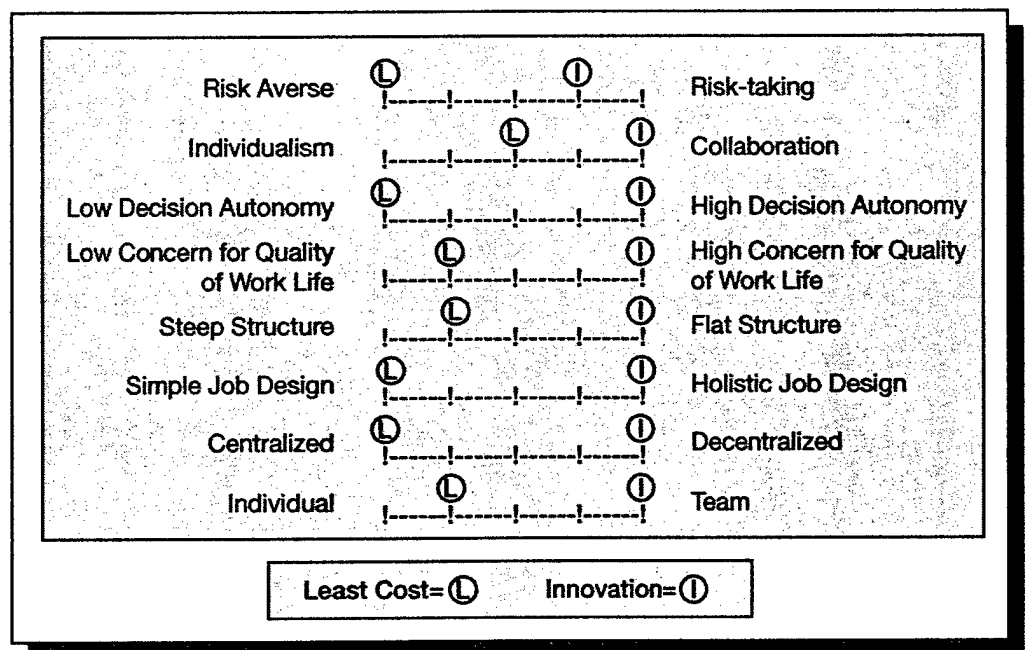 Risk Averse Ⓛ Ⓘ Risk-taking
!-----!-----!-----!-----!
Individualism Ⓛ Ⓘ Collaboration
!-----!-----!-----!-----!
Low Decision Autonomy Ⓛ Ⓘ High Decision Autonomy
!-----!-----!-----!-----!
Low Concern for Quality Ⓛ Ⓘ High Concern for Quality
of Work Life !-----!-----!-----!-----! of Work Life
Steep Structure Ⓛ Ⓘ Flat Structure
!-----!-----!-----!-----!
Simple Job Design Ⓛ Ⓘ Holistic Job Design
!-----!-----!-----!-----!
Centralized Ⓛ Ⓘ Decentralized
!-----!-----!-----!-----!
Individual Ⓛ Ⓘ Team
!-----!-----!-----!-----!
Least Cost=Ⓛ Innovation=Ⓘ